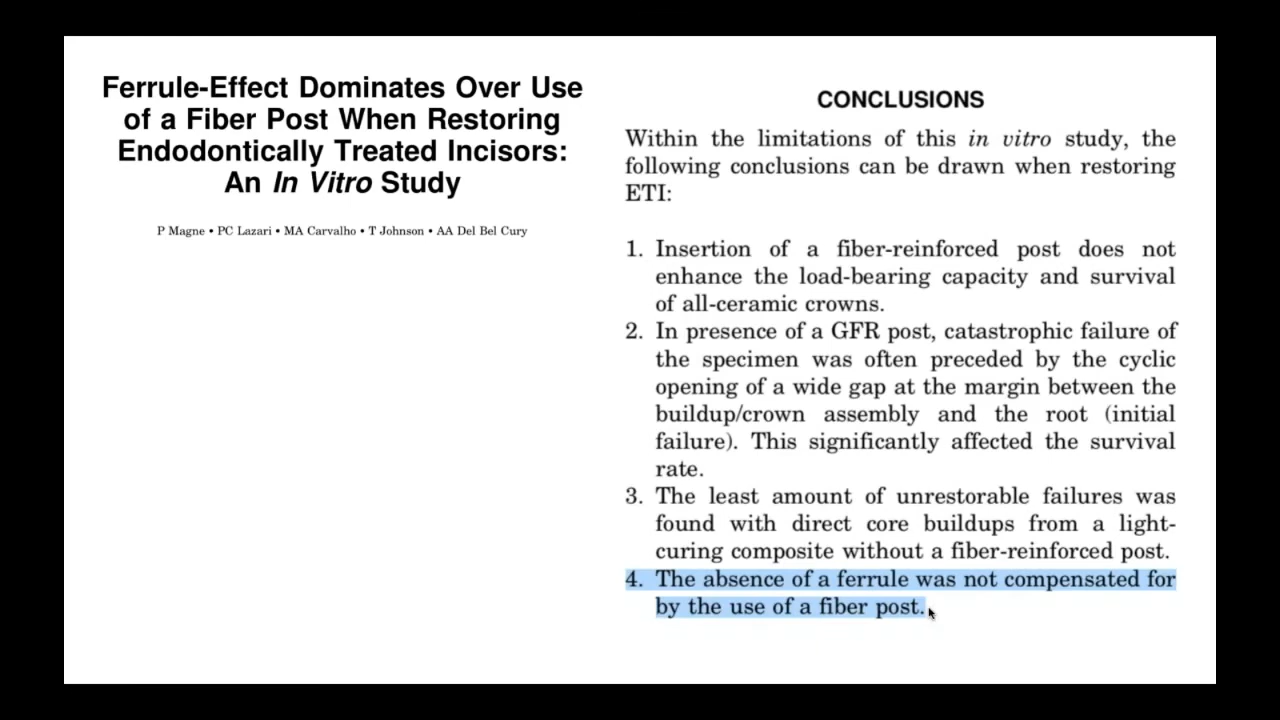 Ferrule-Effect Dominates Over Use
of a Fiber Post When Restoring
Endodontically Treated Incisors:
An In Vitro Study
P Magne • PC Lazari • MA Carvalho • T Johnson • AA Del Bel Cury
CONCLUSIONS
Within the limitations of this in vitro study, the
following conclusions can be drawn when restoring
ETI:
1. Insertion of a fiber-reinforced post does not
enhance the load-bearing capacity and survival
of all-ceramic crowns.
2. In presence of a GFR post, catastrophic failure of
the specimen was often preceded by the cyclic
opening of a wide gap at the margin between the
buildup/crown assembly and the root (initial
failure). This significantly affected the survival
rate.
3. The least amount of unrestorable failures was
found with direct core buildups from a light-
curing composite without a fiber-reinforced post.
4. The absence of a ferrule was not compensated for
by the use of a fiber post.